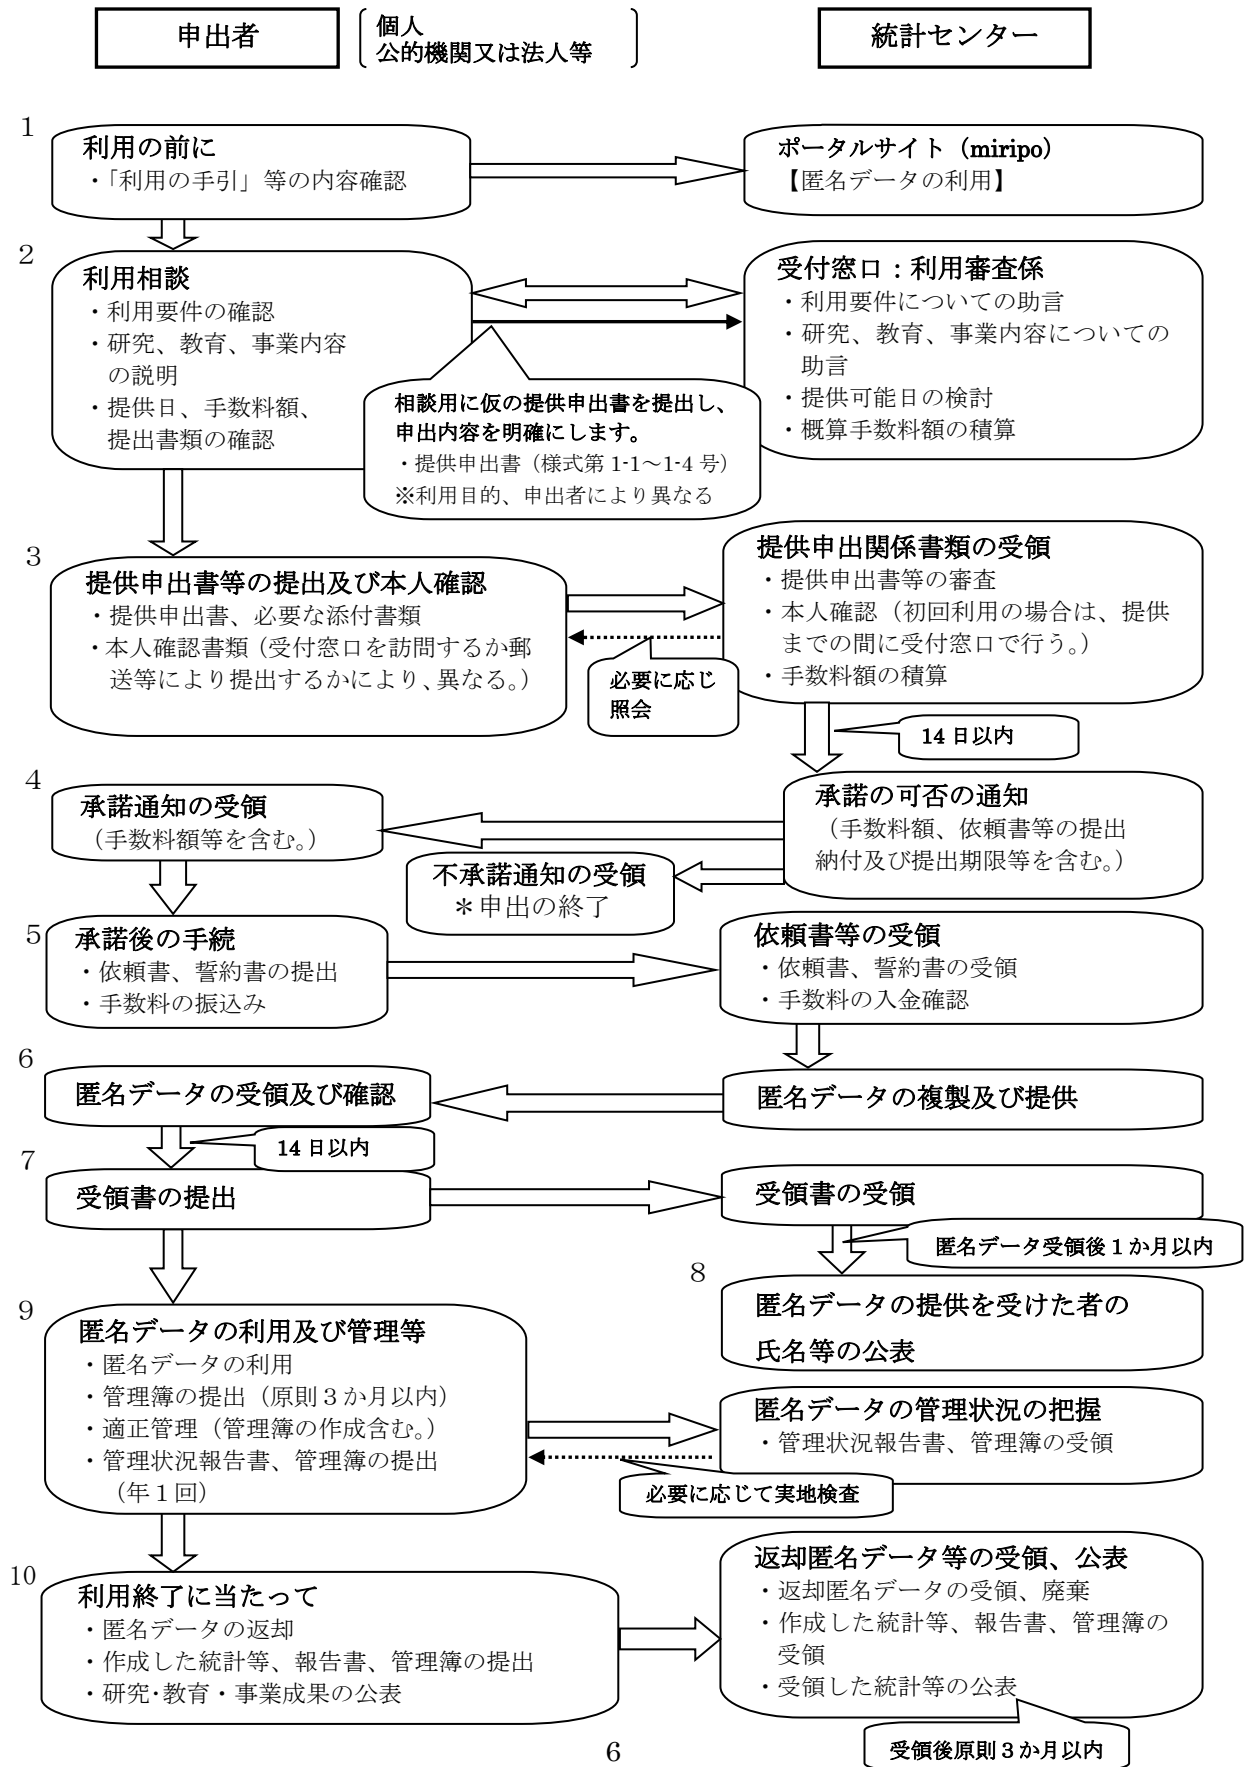 申出者
個人
公的機関又は法人等
統計センター
1
利用の前に
・「利用の手引」等の内容確認
ポータルサイト（miripo）
【匿名データの利用】
2
利用相談
・利用要件の確認
・研究、教育、事業内容
の説明
・提供日、手数料額、
提出書類の確認
受付窓口：利用審査係
・利用要件についての助言
・研究、教育、事業内容についての
助言
・提供可能日の検討
・概算手数料額の積算
相談用に仮の提供申出書を提出し、
申出内容を明確にします。
・提供申出書（様式第 1-1～1-4 号）
※利用目的、申出者により異なる
3
提供申出書等の提出及び本人確認
・提供申出書、必要な添付書類
・本人確認書類（受付窓口を訪問するか郵
送等により提出するかにより、異なる。）
提供申出関係書類の受領
・提供申出書等の審査
・本人確認（初回利用の場合は、提供
までの間に受付窓口で行う。）
・手数料額の積算
必要に応じ
照会
14 日以内
4
承諾通知の受領
（手数料額等を含む。）
承諾の可否の通知
（手数料額、依頼書等の提出
納付及び提出期限等を含む。）
不承諾通知の受領
＊申出の終了
5
承諾後の手続
・依頼書、誓約書の提出
・手数料の振込み
依頼書等の受領
・依頼書、誓約書の受領
・手数料の入金確認
6
匿名データの受領及び確認
匿名データの複製及び提供
14 日以内
7
受領書の提出
受領書の受領
匿名データ受領後１か月以内
8
匿名データの提供を受けた者の
氏名等の公表
9
匿名データの利用及び管理等
・匿名データの利用
・管理簿の提出（原則３か月以内）
・適正管理（管理簿の作成含む。）
・管理状況報告書、管理簿の提出
（年１回）
匿名データの管理状況の把握
・管理状況報告書、管理簿の受領
必要に応じて実地検査
10
利用終了に当たって
・匿名データの返却
・作成した統計等、報告書、管理簿の提出
・研究・教育・事業成果の公表
返却匿名データ等の受領、公表
・返却匿名データの受領、廃棄
・作成した統計等、報告書、管理簿の
受領
・受領した統計等の公表
受領後原則３か月以内
6